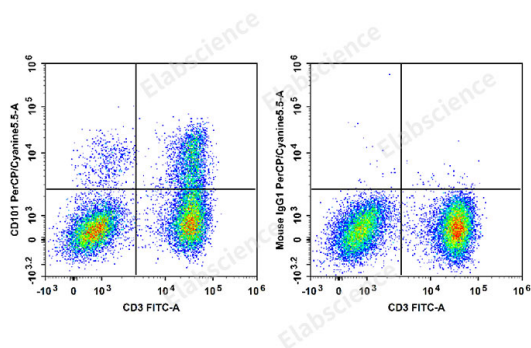 Elabscience
Elabscience
CD101 PerCP/Cyanine5.5-A
10^6
10^5
10^4
10^3
0
-10^3.2
-10^3
0
10^3
10^4
10^5
10^6
CD3 FITC-A
Mouse IgG1 PerCP/Cyanine5.5-A
10^6
10^5
10^4
10^3
0
-10^3.2
-10^3
0
10^3
10^4
10^5
10^6
CD3 FITC-A
Elabscience
Elabscience
Elabscience